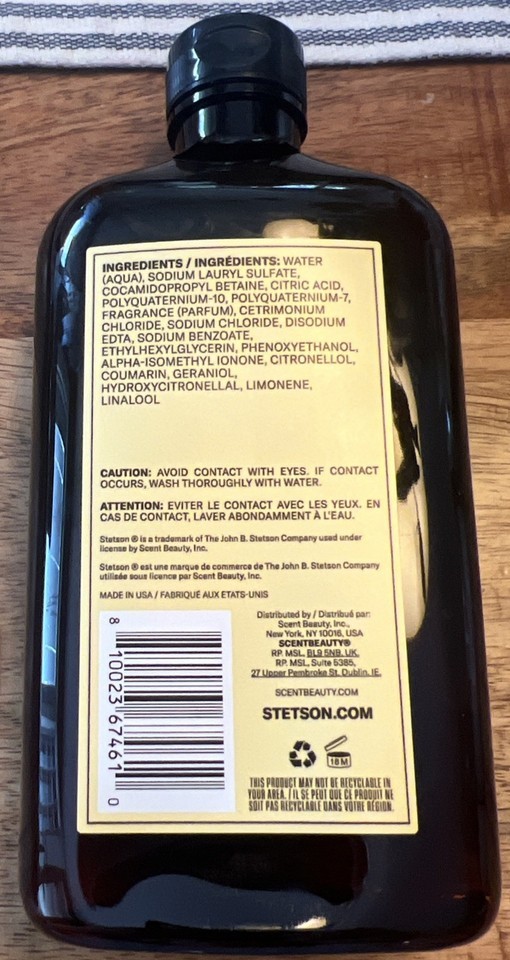 INGREDIENTS / INGRÉDIENTS: WATER
(AQUA), SODIUM LAURYL SULFATE,
COCAMIDOPROPYL BETAINE, CITRIC ACID,
POLYQUATERNIUM-10, POLYQUATERNIUM-7,
FRAGRANCE (PARFUM), CETRIMONIUM
CHLORIDE, SODIUM CHLORIDE, DISODIUM
EDTA, SODIUM BENZOATE,
ETHYLHEXYLGLYCERIN, PHENOXYETHANOL,
ALPHA-ISOMETHYL IONONE, CITRONELLOL,
COUMARIN, GERANIOL,
HYDROXYCITRONELLAL, LIMONENE,
LINALOOL
CAUTION: AVOID CONTACT WITH EYES. IF CONTACT
OCCURS, WASH THOROUGHLY WITH WATER.
ATTENTION: EVITER LE CONTACT AVEC LES YEUX. EN
CAS DE CONTACT, LAVER ABONDAMMENT À L'EAU.
Stetson ® is a trademark of The John B. Stetson Company used under
license by Scent Beauty, Inc.
Stetson ® est une marque de commerce de The John B. Stetson Company
utilisée sous licence par Scent Beauty, Inc.
MADE IN USA / FABRIQUÉ AUX ETATS-UNIS
8 10023 67461 0
Distributed by / Distribué par:
Scent Beauty, Inc.,
New York, NY 10016, USA
SCENTBEAUTY®
RP. MSL, BL9 5NB, UK.
RP. MSL, Suite 6385,
27 Upper Pembroke St. Dublin, IE.
SCENTBEAUTY.COM
STETSON.COM
18 M
THIS PRODUCT MAY NOT BE RECYCLABLE IN
YOUR AREA. / IL SE PEUT QUE CE PRODUIT NE
SOIT PAS RECYCLABLE DANS VOTRE RÉGION.